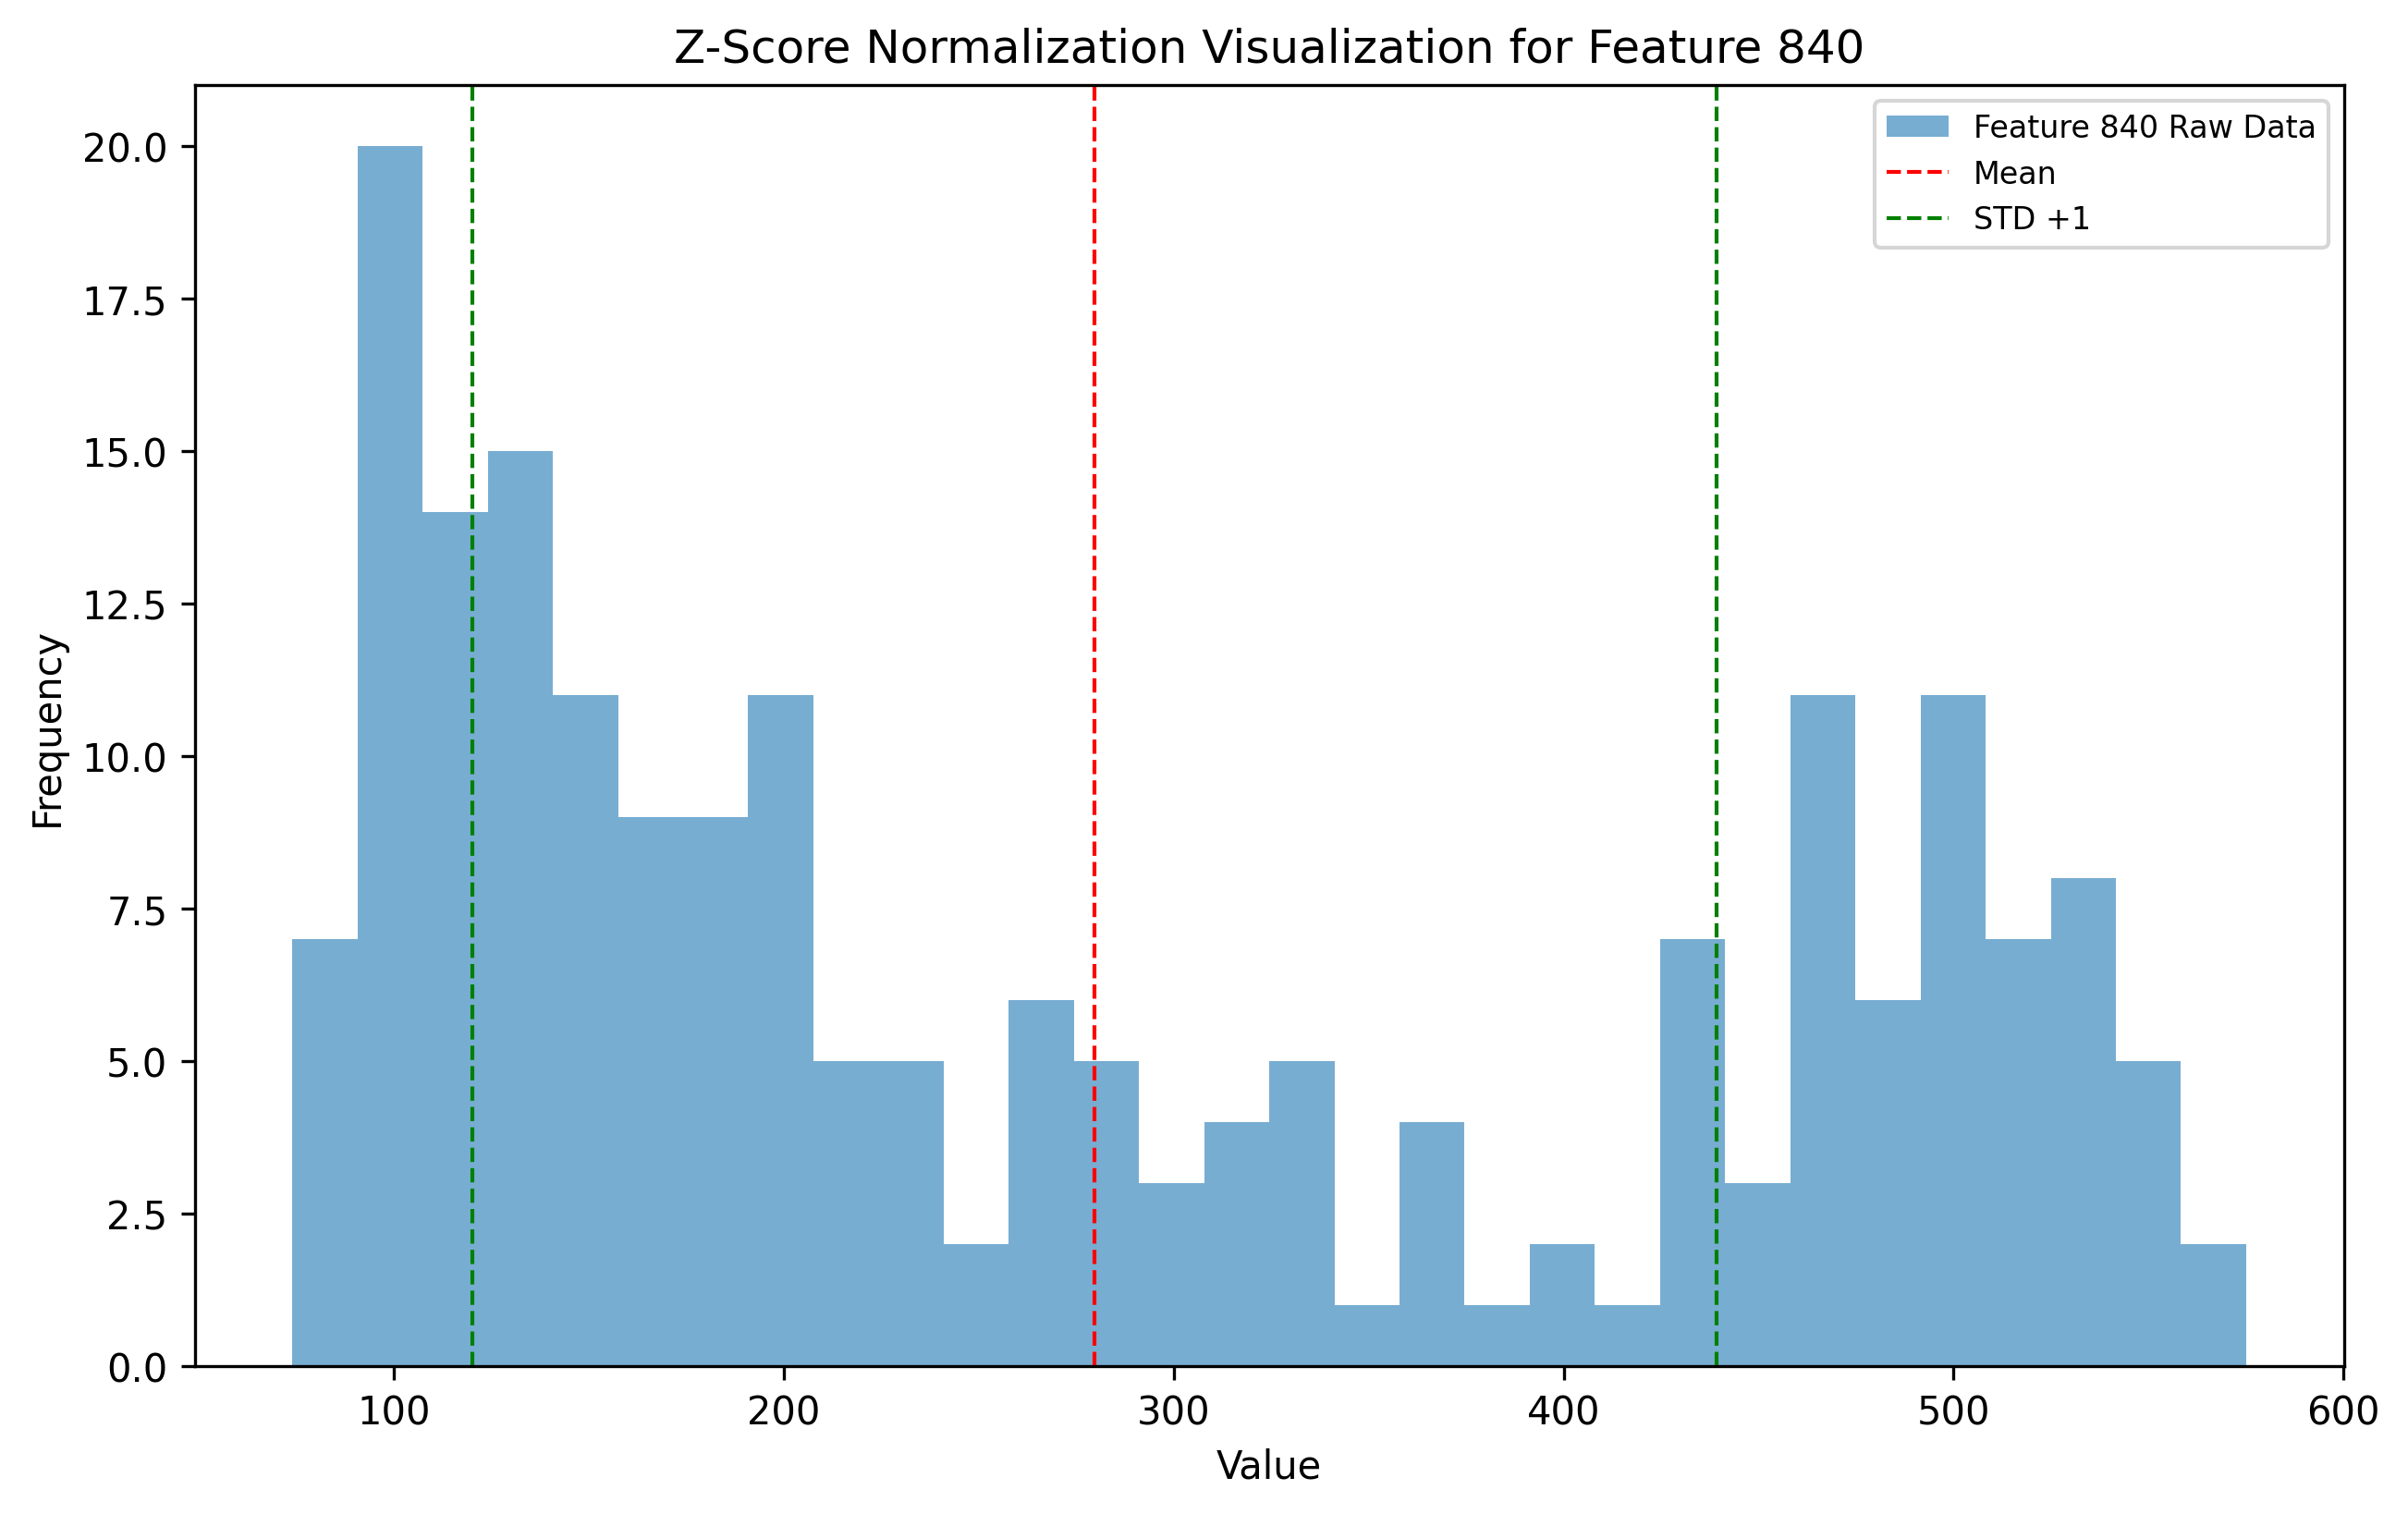 Z-Score Normalization Visualization for Feature 840
Feature 840 Raw Data
Mean
STD +1
Frequency
20.0
17.5
15.0
12.5
10.0
7.5
5.0
2.5
0.0
100 200 300 400 500 600
Value